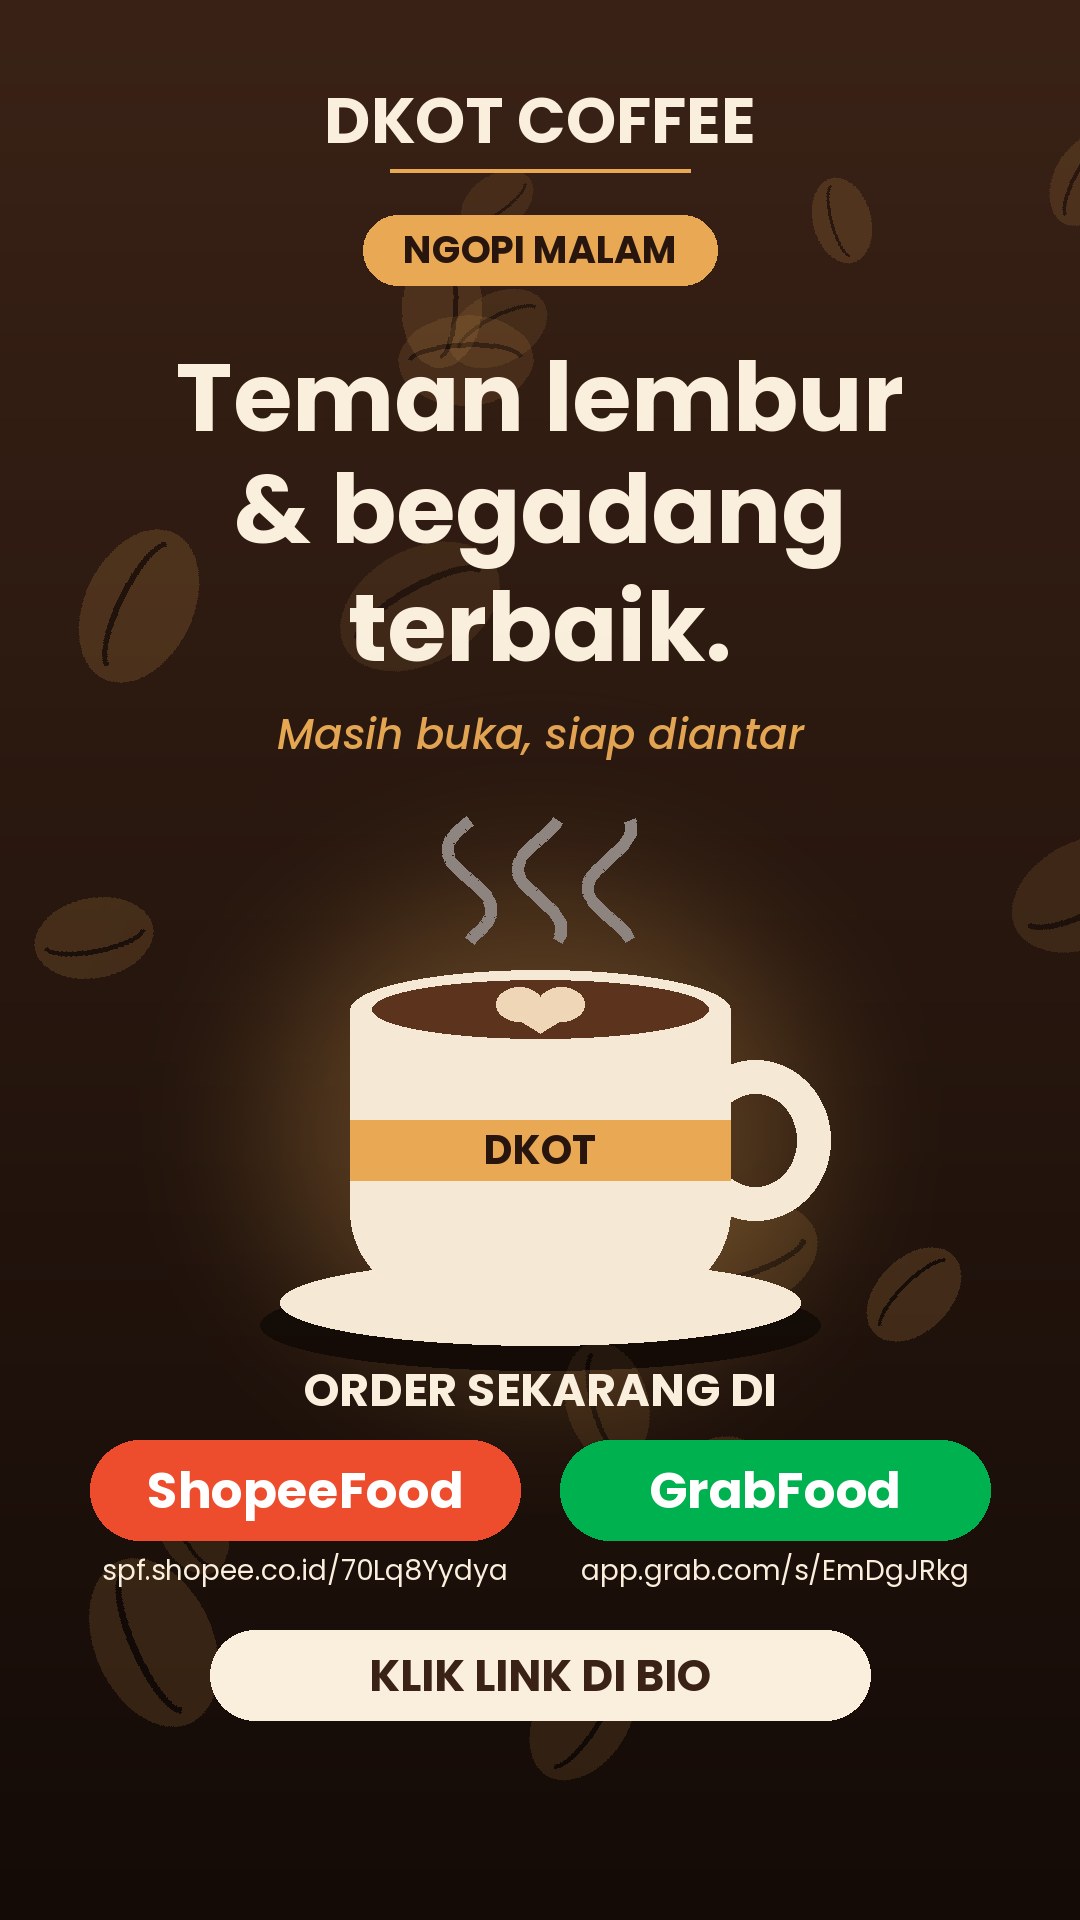 DKOT COFFEE
NGOPI MALAM
Teman lembur
& begadang
terbaik.
Masih buka, siap diantar
DKOT
ORDER SEKARANG DI
ShopeeFood
GrabFood
spf.shopee.co.id/70Lq8Yydya
app.grab.com/s/EmDgJRkg
KLIK LINK DI BIO